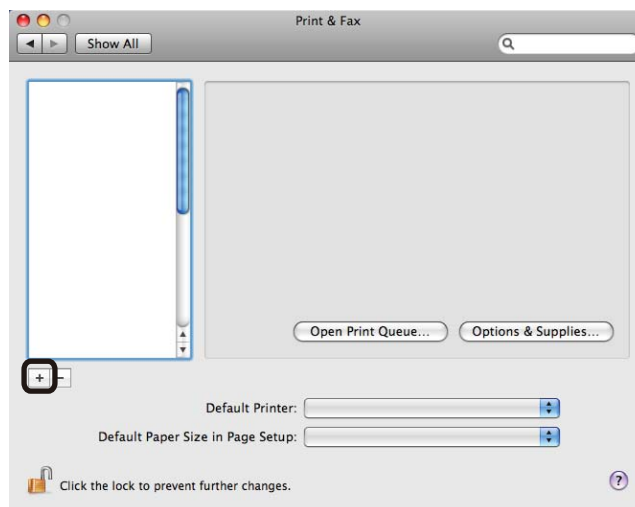 Print & Fax
Show All
Open Print Queue... Options & Supplies...
+ -
Default Printer:
Default Paper Size in Page Setup:
Click the lock to prevent further changes. ?